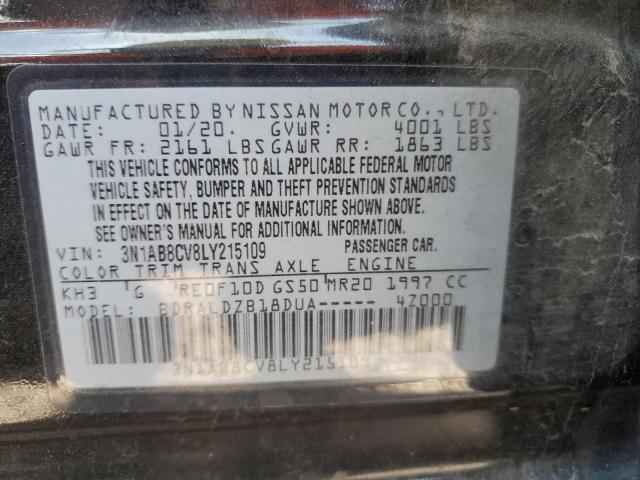 MANUFACTURED BY NISSAN MOTOR CO., LTD.
DATE: 01/20. GVWR: 4001 LBS
GAWR FR: 2161 LBS GAWR RR: 1863 LBS
THIS VEHICLE CONFORMS TO ALL APPLICABLE FEDERAL MOTOR
VEHICLE SAFETY, BUMPER AND THEFT PREVENTION STANDARDS
IN EFFECT ON THE DATE OF MANUFACTURE SHOWN ABOVE.
SEE OWNER'S MANUAL FOR ADDITIONAL INFORMATION.
VIN: 3N1AB8CV8LY215109 PASSENGER CAR.
COLOR TRIM TRANS AXLE ENGINE
KH3 G RE0F10D GS50 MR20 1997 CC
MODEL: BDRALDZB18DUA----- 4Z000
3N1AB8CV8LY215109